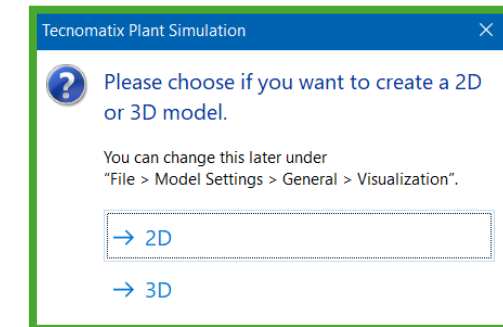 Tecnomatix Plant Simulation
Please choose if you want to create a 2D
or 3D model.
You can change this later under
“File > Model Settings > General > Visualization”.
→ 2D
→ 3D